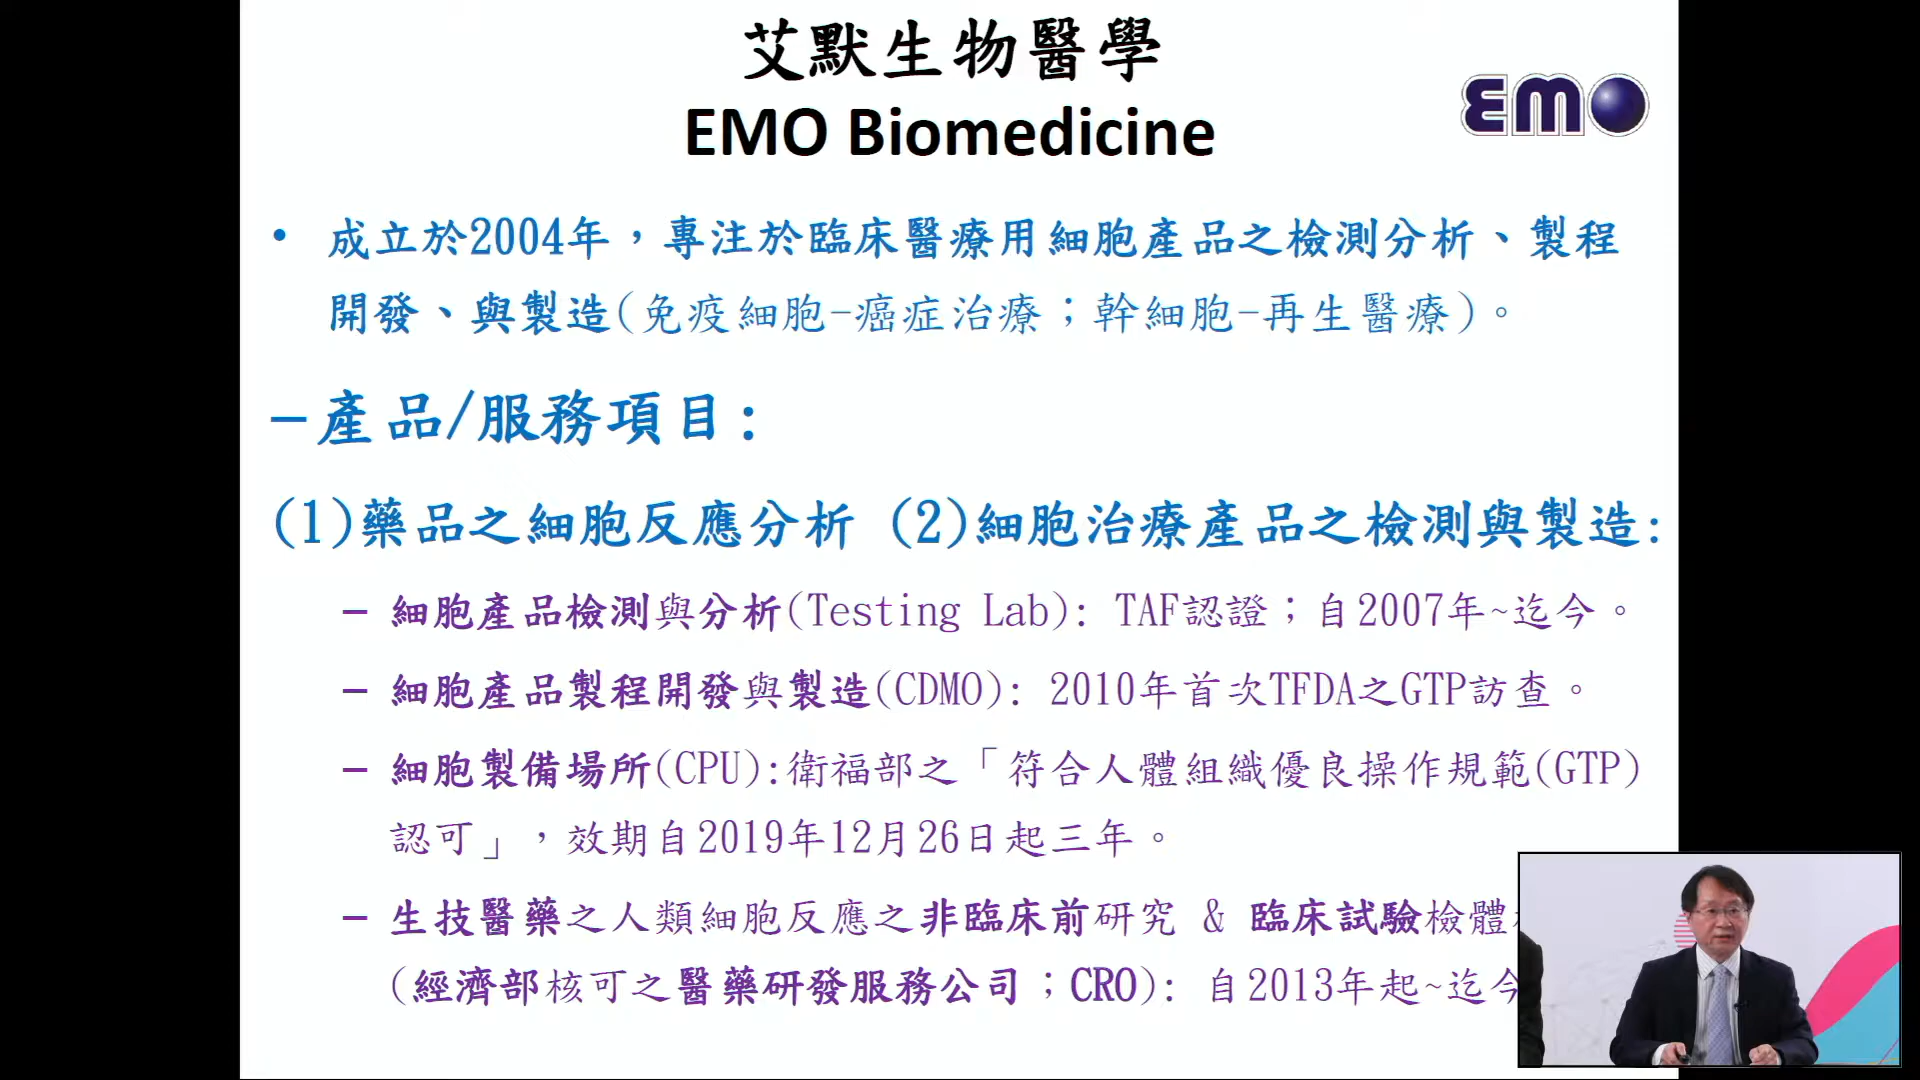 艾默生物醫學
EMO Biomedicine
EMO
• 成立於2004年，專注於臨床醫療用細胞產品之檢測分析、製程
開發、與製造(免疫細胞-癌症治療；幹細胞-再生醫療)。
–產品/服務項目:
(1)藥品之細胞反應分析 (2)細胞治療產品之檢測與製造:
– 細胞產品檢測與分析(Testing Lab): TAF認證；自2007年~迄今。
– 細胞產品製程開發與製造(CDMO): 2010年首次TFDA之GTP訪查。
– 細胞製備場所(CPU):衛福部之「符合人體組織優良操作規範(GTP)
認可」，效期自2019年12月26日起三年。
– 生技醫藥之人類細胞反應之非臨床前研究 & 臨床試驗檢體
(經濟部核可之醫藥研發服務公司；CRO): 自2013年起~迄今